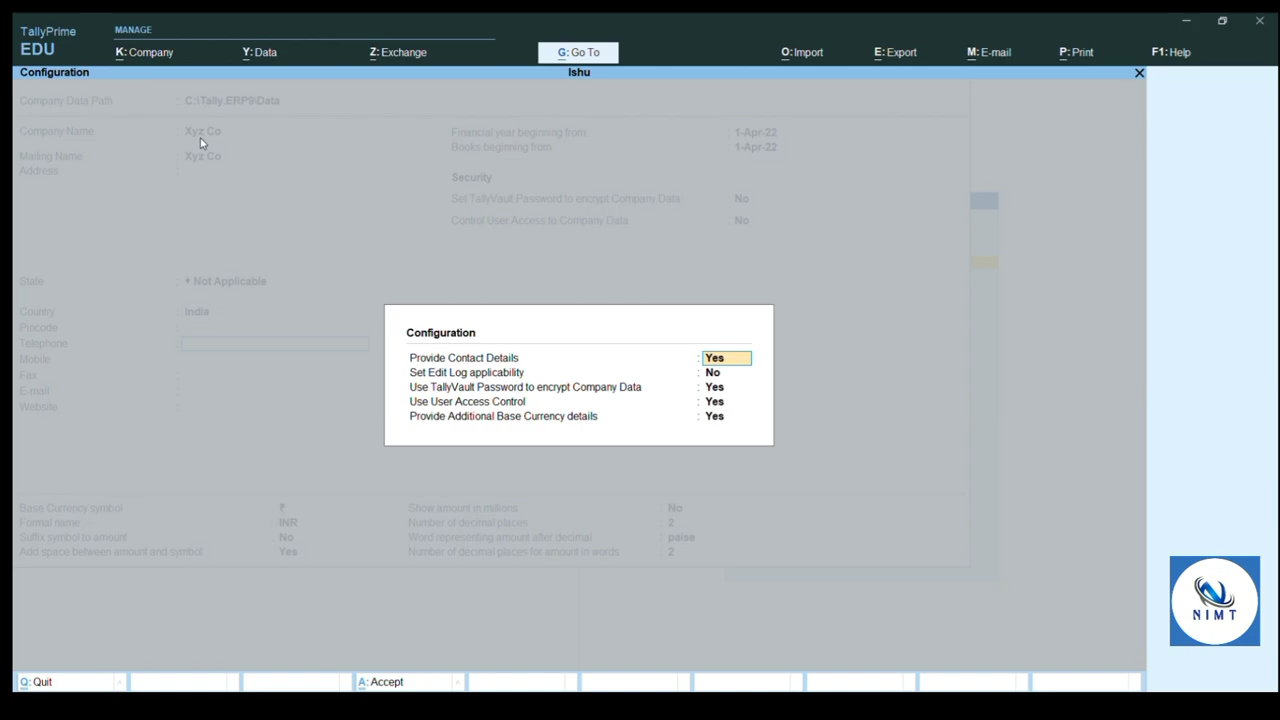 TallyPrime
EDU
MANAGE
K: Company
Y: Data
Z: Exchange
G: Go To
O: Import
E: Export
M: E-mail
P: Print
F1: Help
Configuration
Ishu
Company Data Path : C:\Tally.ERP9\Data
Company Name : Xyz Co
Mailing Name : Xyz Co
Address :
Financial year beginning from : 1-Apr-22
Books beginning from : 1-Apr-22
Security
Set TallyVault Password to encrypt Company Data : No
Control User Access to Company Data : No
State : ♦ Not Applicable
Country : India
Pincode :
Telephone :
Mobile :
Fax :
E-mail :
Website :
Configuration
Provide Contact Details : Yes
Set Edit Log applicability : No
Use TallyVault Password to encrypt Company Data : Yes
Use User Access Control : Yes
Provide Additional Base Currency details : Yes
Base Currency symbol : ₹
Formal name : INR
Suffix symbol to amount : No
Add space between amount and symbol : Yes
Show amount in millions : No
Number of decimal places : 2
Word representing amount after decimal : paise
Number of decimal places for amount in words : 2
NIMT
Q: Quit
A: Accept